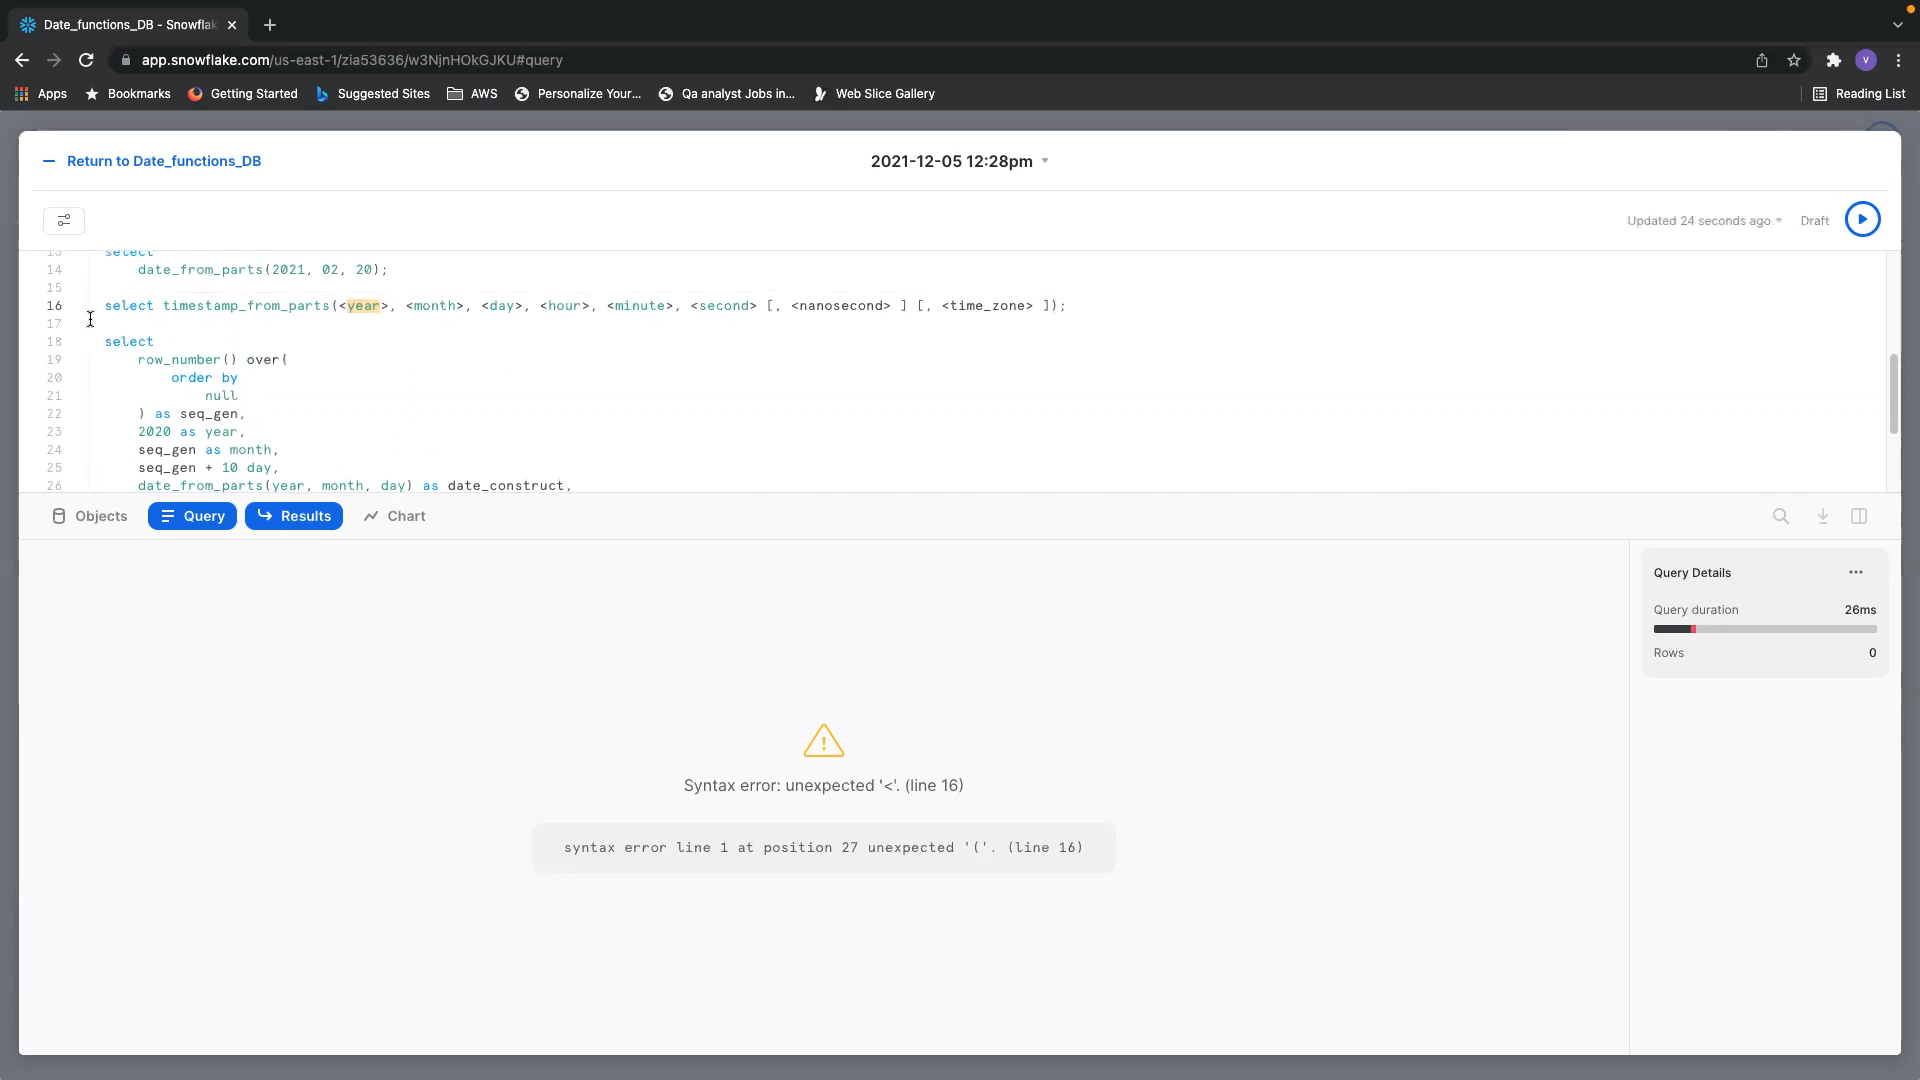 Date_functions_DB - Snowflak
app.snowflake.com/us-east-1/zia53636/w3NjnHOkGJKU#query
V
Apps
Bookmarks
Getting Started
Suggested Sites
AWS
Personalize Your...
Qa analyst Jobs in...
Web Slice Gallery
Reading List
Return to Date_functions_DB
2021-12-05 12:28pm
Updated 24 seconds ago
Draft
13 select
14 date_from_parts(2021, 02, 20);
15
16 select timestamp_from_parts(<year>, <month>, <day>, <hour>, <minute>, <second> [, <nanosecond> ] [, <time_zone> ]);
17
18 select
19 row_number() over(
20 order by
21 null
22 ) as seq_gen,
23 2020 as year,
24 seq_gen as month,
25 seq_gen + 10 day,
26 date_from_parts(year, month, day) as date_construct,
Objects
Query
Results
Chart
Query Details
Query duration 26ms
Rows 0
Syntax error: unexpected '<'. (line 16)
syntax error line 1 at position 27 unexpected '('. (line 16)